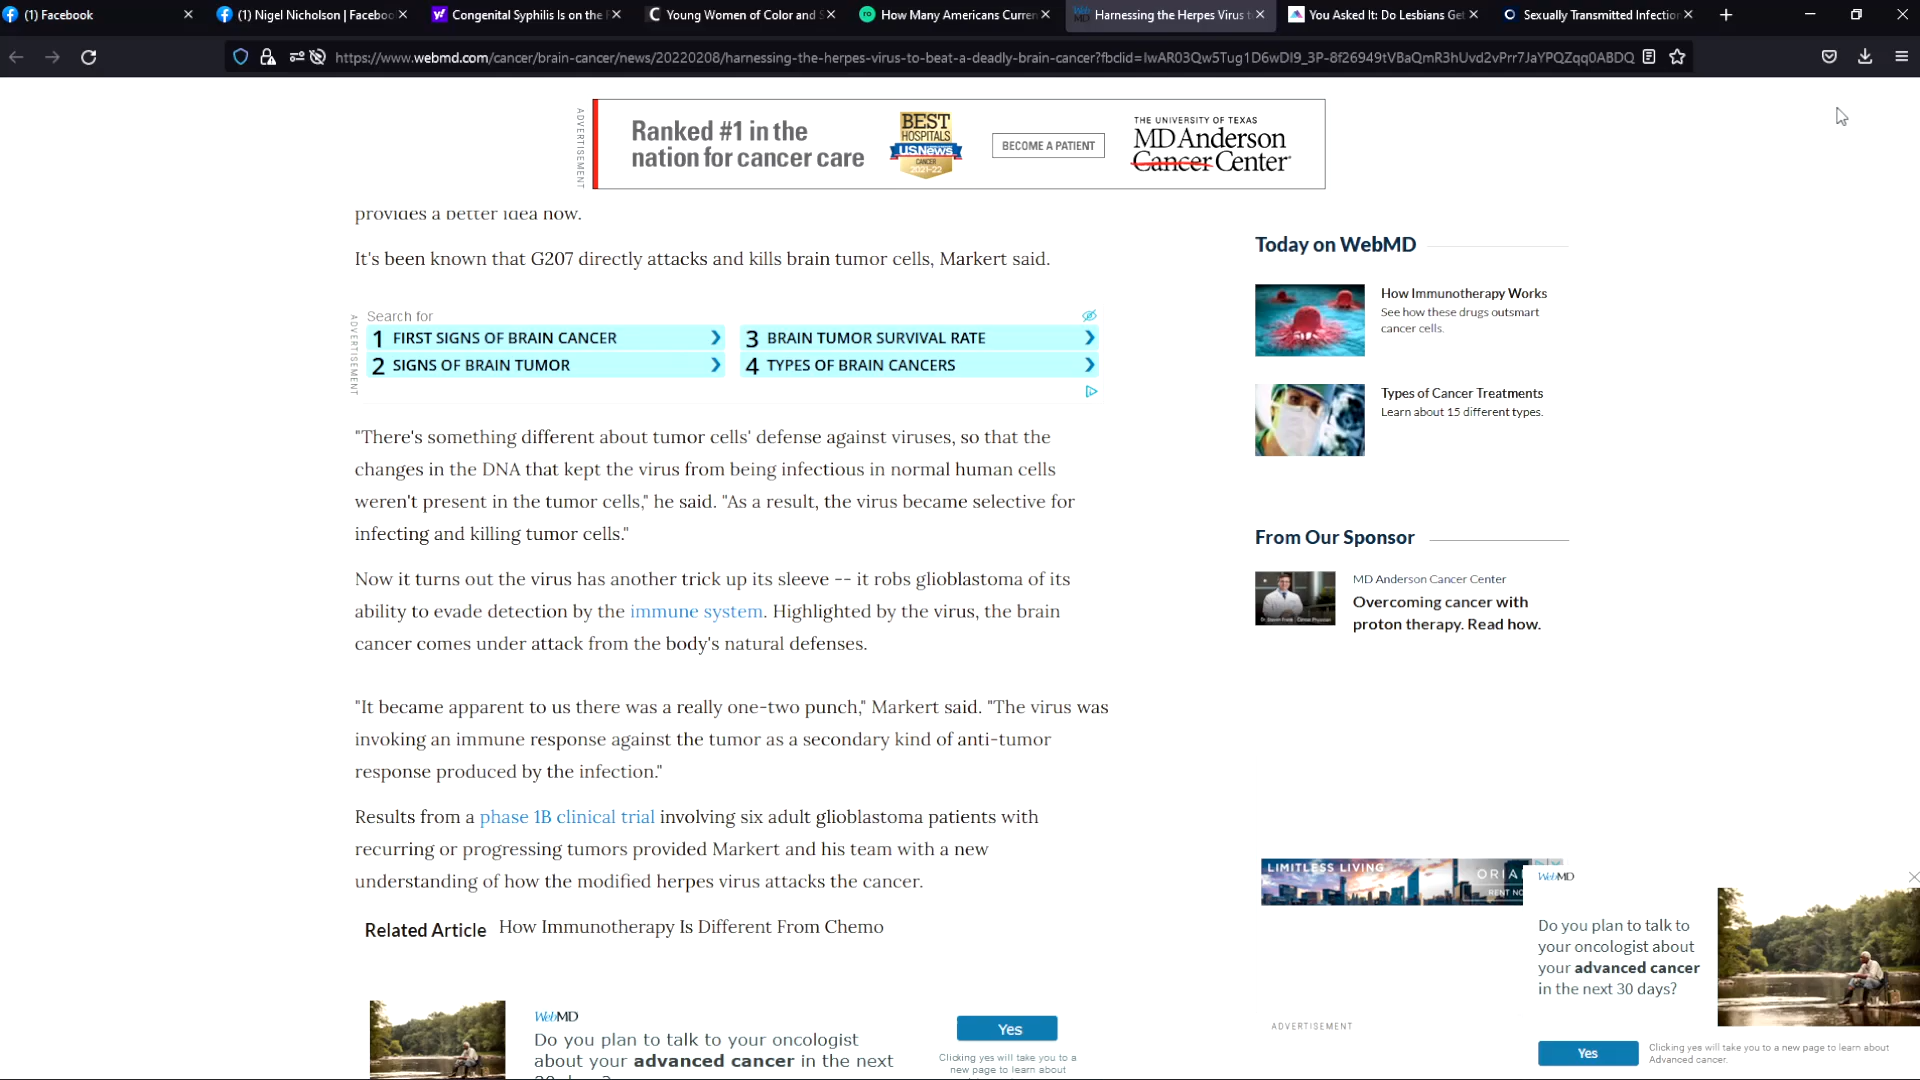 (1) Facebook
(1) Nigel Nicholson | Faceboo
Congenital Syphilis Is on the
Young Women of Color and S
How Many Americans Curren
Harnessing the Herpes Virus t
You Asked It: Do Lesbians Get
Sexually Transmitted Infection
https://www.webmd.com/cancer/brain-cancer/news/20220208/harnessing-the-herpes-virus-to-beat-a-deadly-brain-cancer?fbclid=IwAR03Qw5Tug1D6wDI9_3P-8f26949tVBaQmR3hUvd2vPrr7JaYPQZqq0ABDQ
ADVERTISEMENT
Ranked #1 in the
nation for cancer care
BEST
HOSPITALS
U.S.News
CANCER
2021-22
BECOME A PATIENT
THE UNIVERSITY OF TEXAS
MD Anderson
Cancer Center
provides a better idea how.
It's been known that G207 directly attacks and kills brain tumor cells, Markert said.
ADVERTISEMENT
Search for
1 FIRST SIGNS OF BRAIN CANCER
2 SIGNS OF BRAIN TUMOR
3 BRAIN TUMOR SURVIVAL RATE
4 TYPES OF BRAIN CANCERS
"There's something different about tumor cells' defense against viruses, so that the
changes in the DNA that kept the virus from being infectious in normal human cells
weren't present in the tumor cells," he said. "As a result, the virus became selective for
infecting and killing tumor cells."
Now it turns out the virus has another trick up its sleeve -- it robs glioblastoma of its
ability to evade detection by the immune system. Highlighted by the virus, the brain
cancer comes under attack from the body's natural defenses.
"It became apparent to us there was a really one-two punch," Markert said. "The virus was
invoking an immune response against the tumor as a secondary kind of anti-tumor
response produced by the infection."
Results from a phase 1B clinical trial involving six adult glioblastoma patients with
recurring or progressing tumors provided Markert and his team with a new
understanding of how the modified herpes virus attacks the cancer.
Related Article How Immunotherapy Is Different From Chemo
WebMD
Do you plan to talk to your oncologist
about your advanced cancer in the next
Yes
Clicking yes will take you to a
new page to learn about
Today on WebMD
How Immunotherapy Works
See how these drugs outsmart
cancer cells.
Types of Cancer Treatments
Learn about 15 different types.
From Our Sponsor
MD Anderson Cancer Center
Overcoming cancer with
proton therapy. Read how.
LIMITLESS LIVING
ORIA
RENT NO
ADVERTISEMENT
WebMD
Do you plan to talk to
your oncologist about
your advanced cancer
in the next 30 days?
Yes
Clicking yes will take you to a new page to learn about
Advanced cancer.